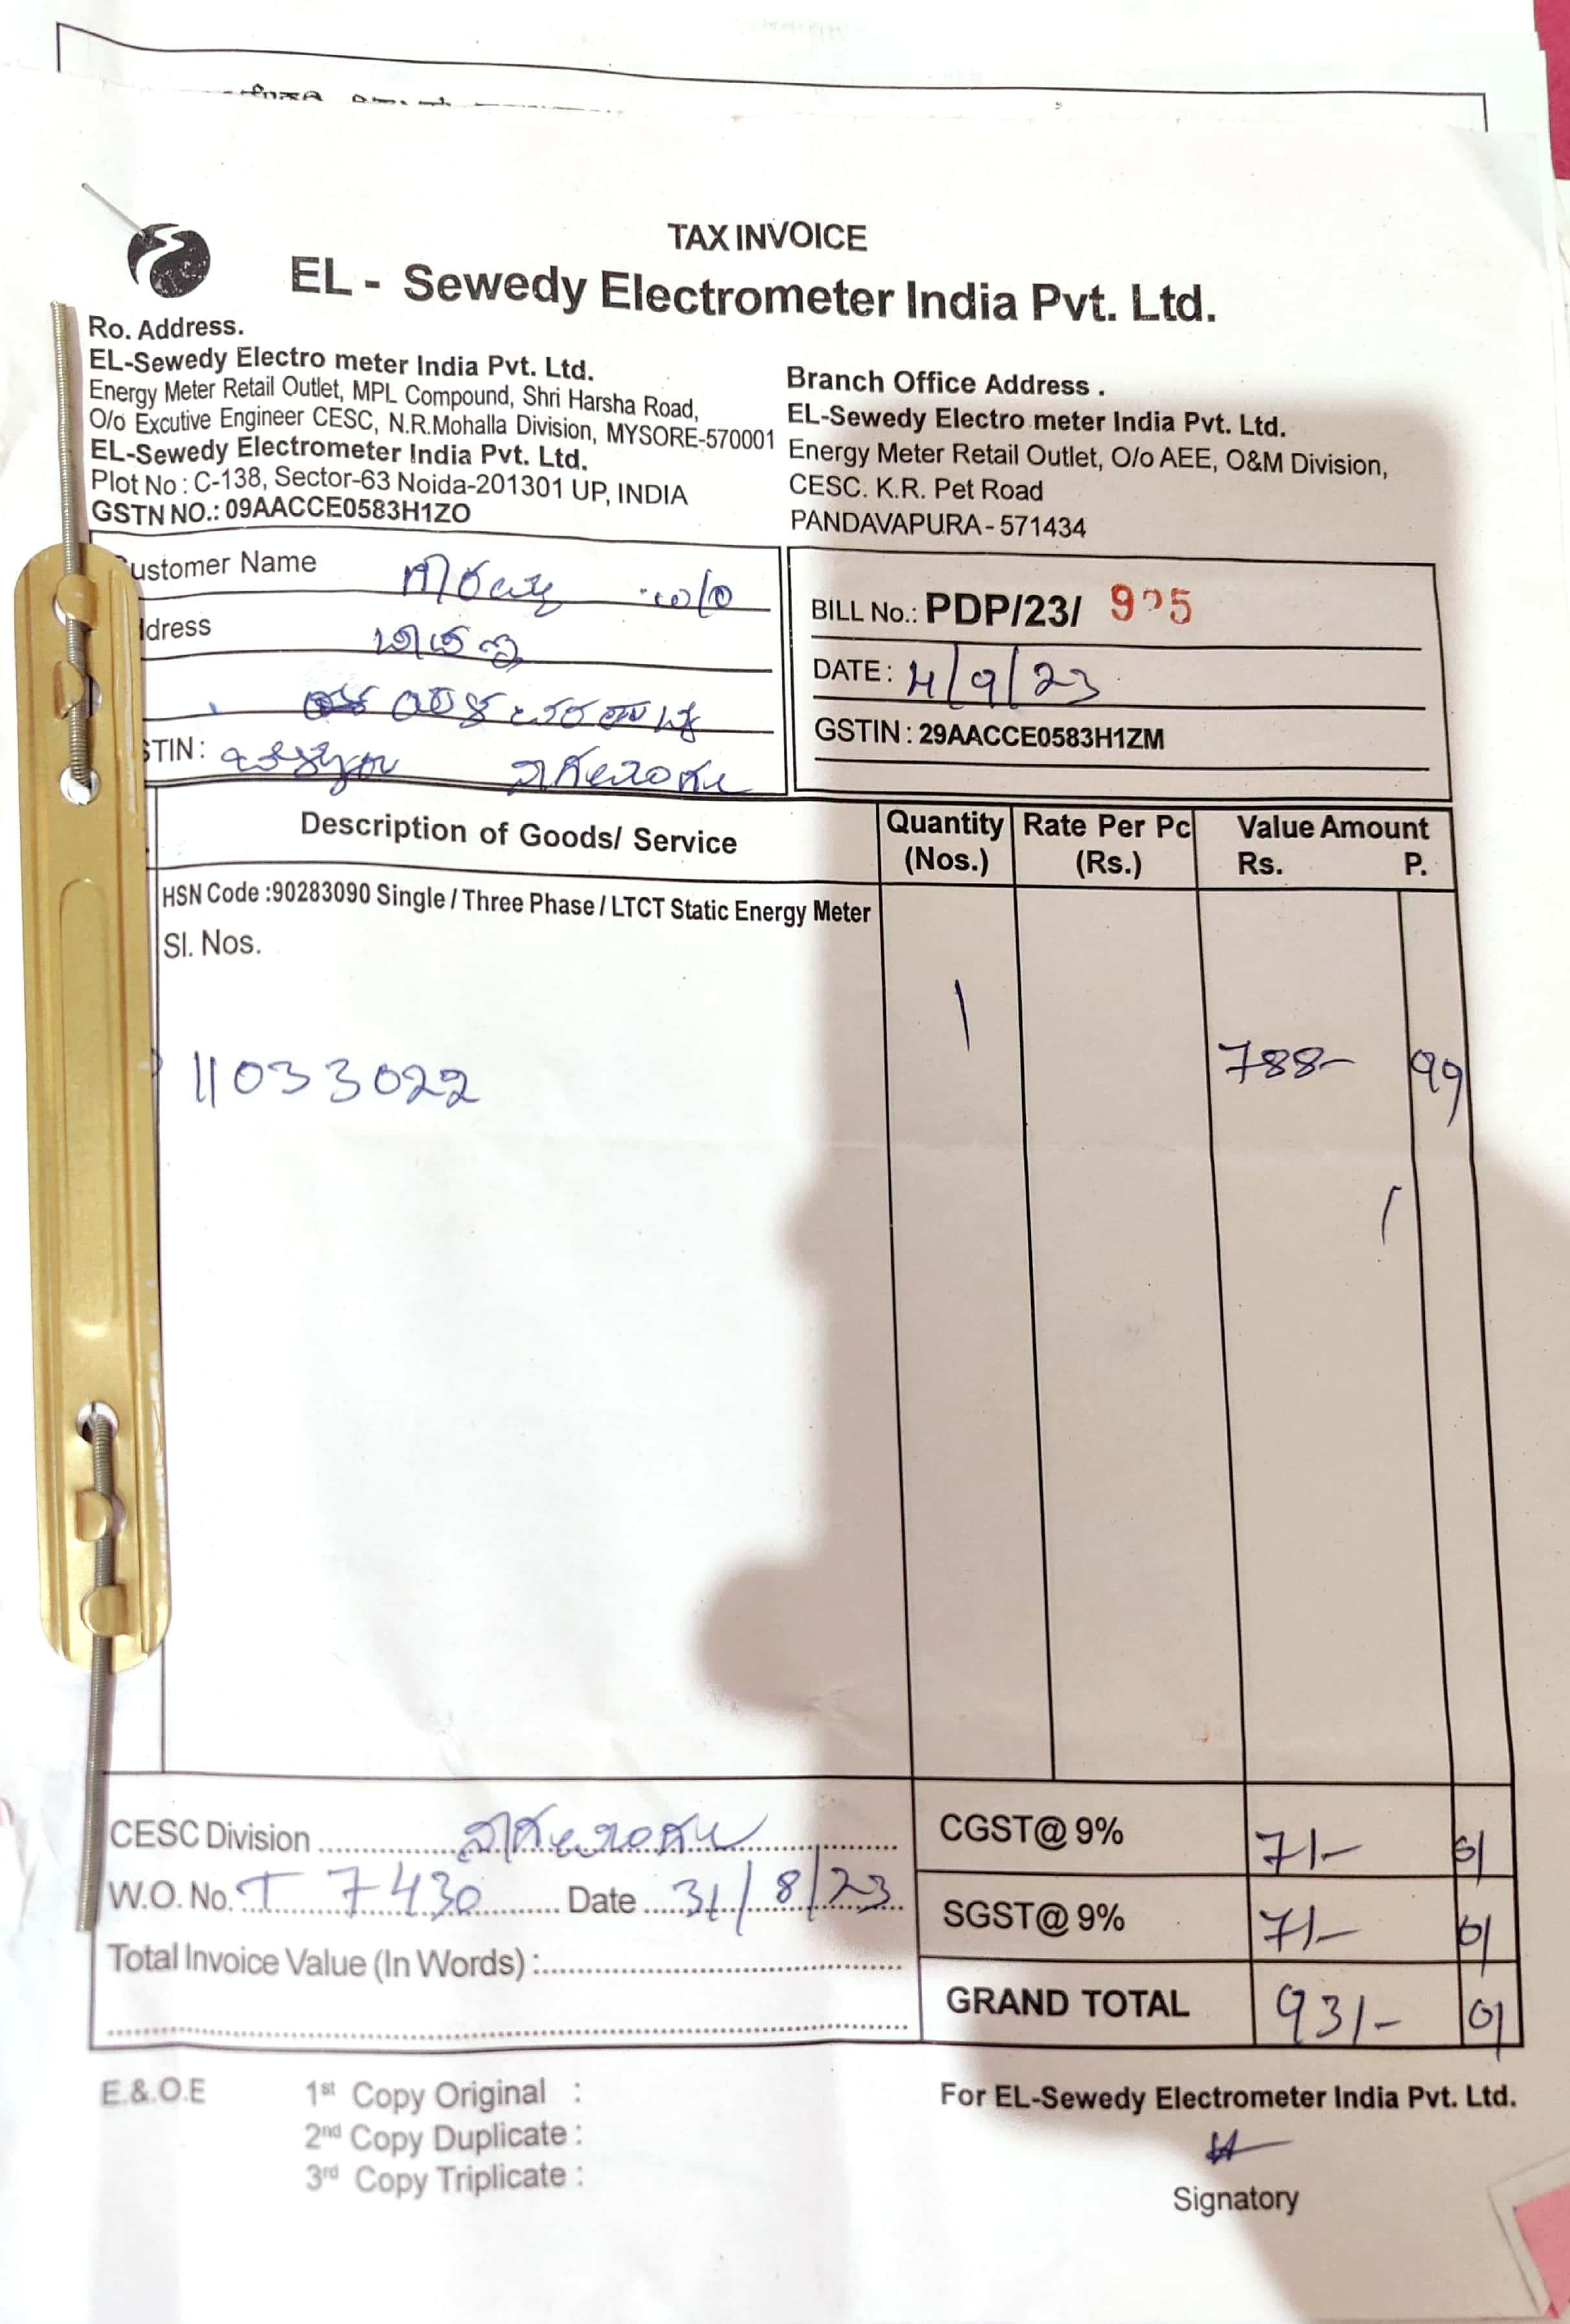 TAX INVOICE
EL - Sewedy Electrometer India Pvt. Ltd.
Ro. Address.
EL-Sewedy Electro meter India Pvt. Ltd.
Energy Meter Retail Outlet, MPL Compound, Shri Harsha Road,
O/o Excutive Engineer CESC, N.R.Mohalla Division, MYSORE-570001
EL-Sewedy Electrometer India Pvt. Ltd.
Plot No : C-138, Sector-63 Noida-201301 UP, INDIA
GSTN NO.: 09AACCE0583H1ZO
Branch Office Address .
EL-Sewedy Electro meter India Pvt. Ltd.
Energy Meter Retail Outlet, O/o AEE, O&M Division,
CESC. K.R. Pet Road
PANDAVAPURA - 571434
ustomer Name
dress
STIN :
BILL No.: PDP/23/
DATE : 4/9/23
GSTIN : 29AACCE0583H1ZM
Description of Goods/ Service
Quantity (Nos.)
Rate Per Pc (Rs.)
Value Amount
Rs. P.
HSN Code :90283090 Single / Three Phase / LTCT Static Energy Meter
Sl. Nos.
11033022 1 788- 99
CESC Division
W.O. No. T 7430 Date 31/8/23
Total Invoice Value (In Words) :
CGST@ 9% 71- 01
SGST@ 9% 71- 01
GRAND TOTAL 931- 01
E.&.O.E
1st Copy Original :
2nd Copy Duplicate :
3rd Copy Triplicate :
For EL-Sewedy Electrometer India Pvt. Ltd.
Signatory